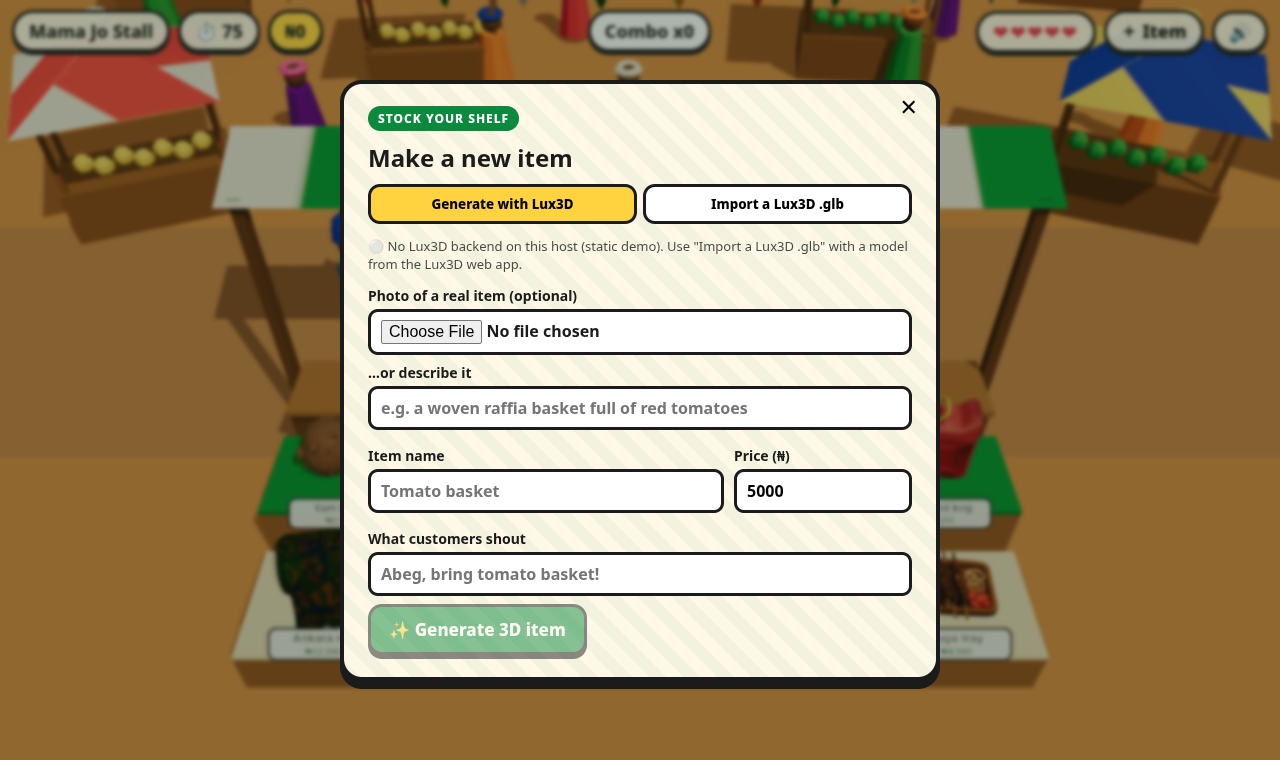 Mama Jo Stall
75
₦0
Combo x0
+ Item
STOCK YOUR SHELF
×
Make a new item
Generate with Lux3D
Import a Lux3D .glb
No Lux3D backend on this host (static demo). Use "Import a Lux3D .glb" with a model
from the Lux3D web app.
Photo of a real item (optional)
Choose File No file chosen
...or describe it
e.g. a woven raffia basket full of red tomatoes
Item name
Price (₦)
Tomato basket
5000
What customers shout
Abeg, bring tomato basket!
✨ Generate 3D item